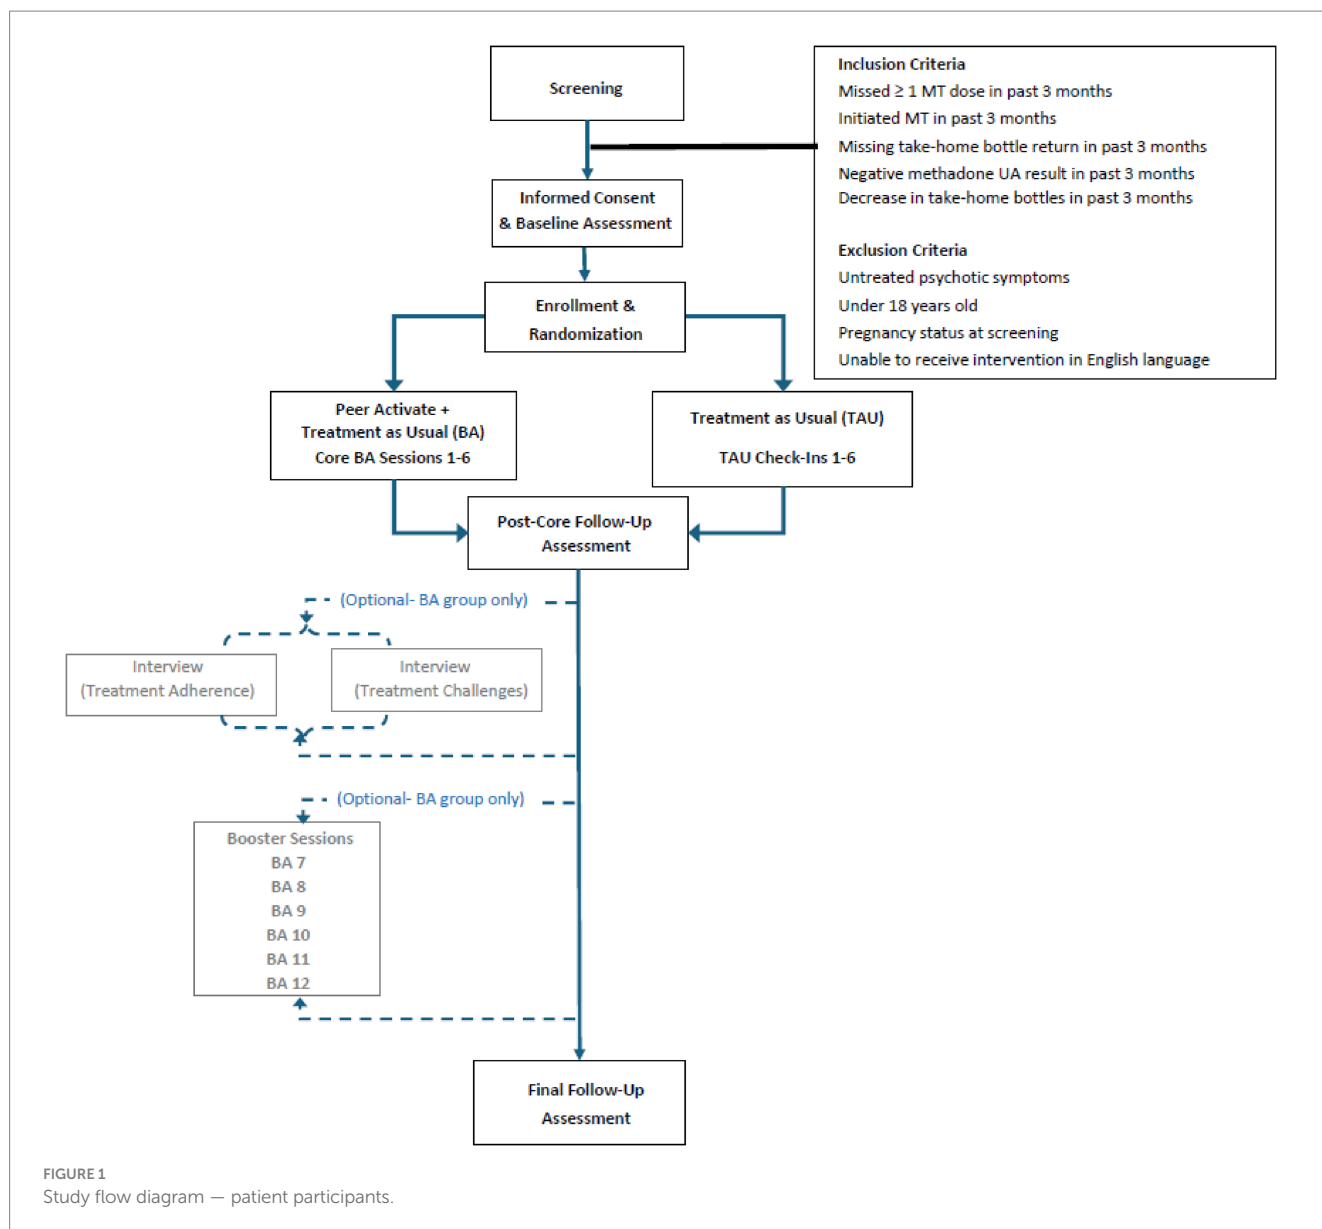 Screening
Inclusion Criteria
Missed ≥ 1 MT dose in past 3 months
Initiated MT in past 3 months
Missing take-home bottle return in past 3 months
Negative methadone UA result in past 3 months
Decrease in take-home bottles in past 3 months
Exclusion Criteria
Untreated psychotic symptoms
Under 18 years old
Pregnancy status at screening
Unable to receive intervention in English language
Informed Consent
& Baseline Assessment
Enrollment &
Randomization
Peer Activate +
Treatment as Usual (BA)
Core BA Sessions 1-6
Treatment as Usual (TAU)
TAU Check-Ins 1-6
Post-Core Follow-Up
Assessment
(Optional- BA group only)
Interview
(Treatment Adherence)
Interview
(Treatment Challenges)
(Optional- BA group only)
Booster Sessions
BA 7
BA 8
BA 9
BA 10
BA 11
BA 12
Final Follow-Up
Assessment
FIGURE 1
Study flow diagram — patient participants.